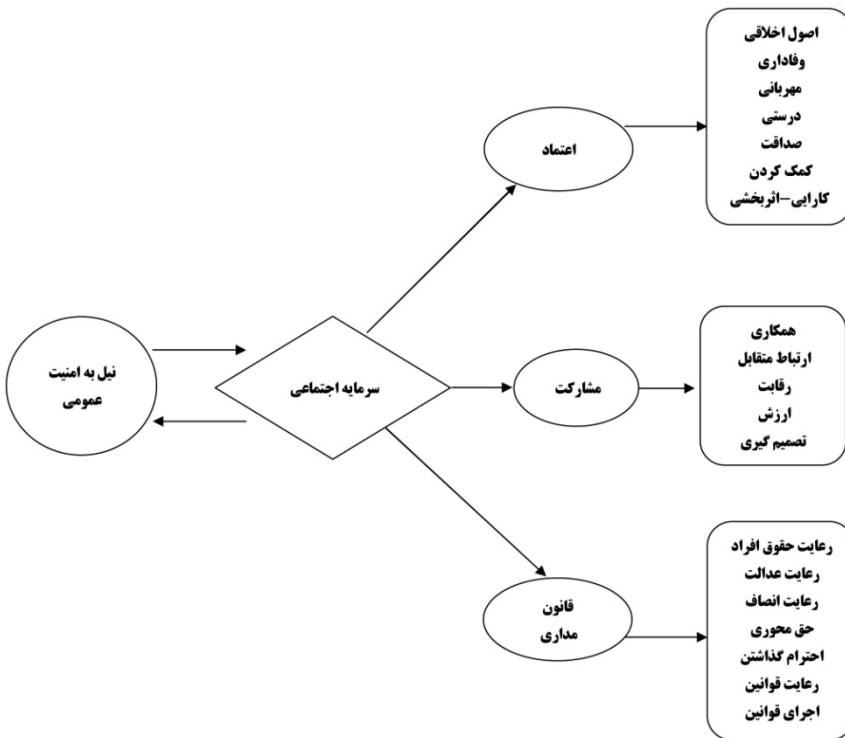 اصول اخلاقی
وفاداری
مهربانی
درستی
صداقت
کمک کردن
کارایی-اثربخشی
اعتماد
همکاری
ارتباط متقابل
رقابت
ارزش
تصمیم گیری
مشارکت
سرمایه اجتماعی
نیل به امنیت
عمومی
رعایت حقوق افراد
رعایت عدالت
رعایت انصاف
حق محوری
احترام گذاشتن
رعایت قوانین
اجرای قوانین
قانون
مداری